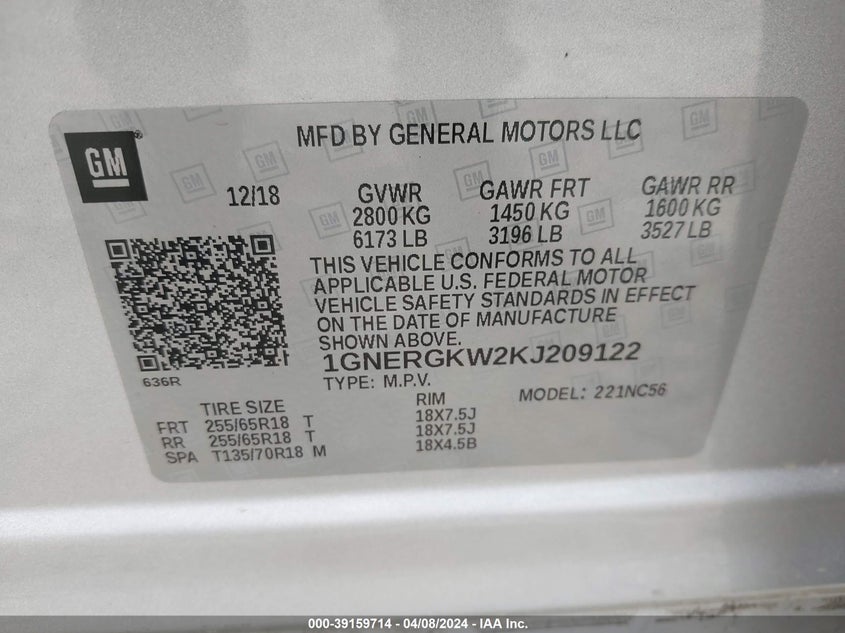 GM
MFD BY GENERAL MOTORS LLC
12/18
GVWR GAWR FRT GAWR RR
2800 KG 1450 KG 1600 KG
6173 LB 3196 LB 3527 LB
THIS VEHICLE CONFORMS TO ALL
APPLICABLE U.S. FEDERAL MOTOR
VEHICLE SAFETY STANDARDS IN EFFECT
ON THE DATE OF MANUFACTURE
SHOWN ABOVE.
1GNERGKW2KJ209122
636R
TYPE: M.P.V. MODEL: 221NC56
TIRE SIZE RIM
FRT 255/65R18 T 18X7.5J
RR 255/65R18 T 18X7.5J
SPA T135/70R18 M 18X4.5B
000-39159714 - 04/08/2024 - IAA Inc.